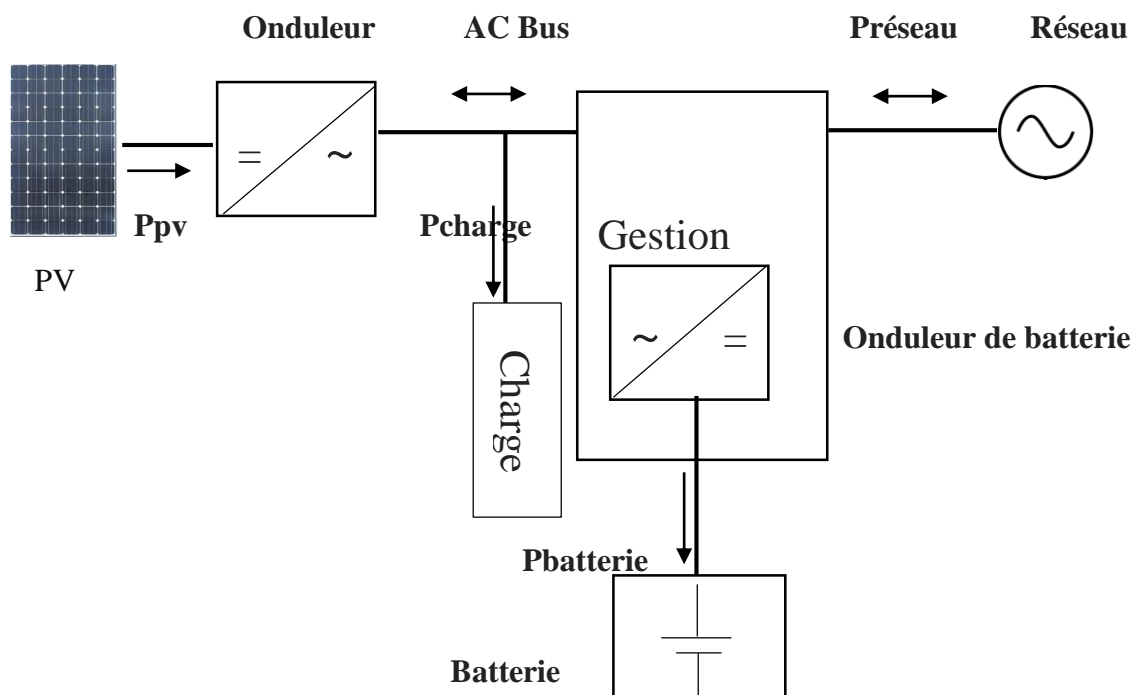 Onduleur
AC Bus
Préseau
Réseau
= ~
Ppv
Pcharge
Gestion
PV
~ =
Onduleur de batterie
Charge
Pbatterie
Batterie